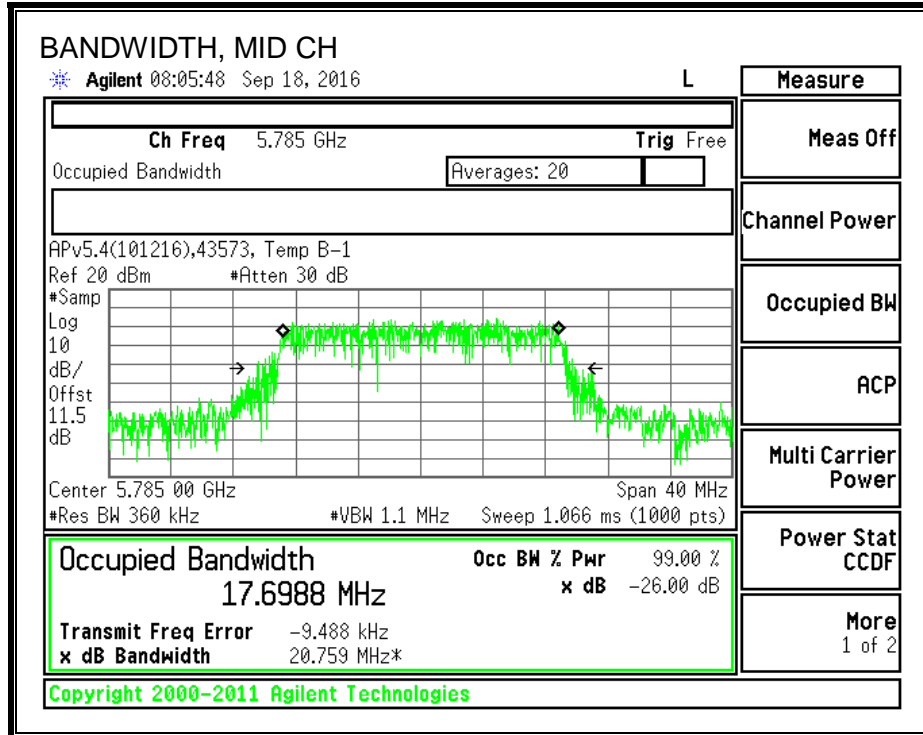 BANDWIDTH, MID CH
Agilent 08:05:48 Sep 18, 2016 L
Measure
Ch Freq 5.785 GHz Trig Free
Meas Off
Occupied Bandwidth Averages: 20
Channel Power
APv5.4(101216),43573, Temp B-1
Ref 20 dBm #Atten 30 dB
#Samp
Log
10
dB/
Offst
11.5
dB
Occupied BW
ACP
Multi Carrier
Power
Center 5.785 00 GHz Span 40 MHz
#Res BW 360 kHz #VBW 1.1 MHz Sweep 1.066 ms (1000 pts)
Power Stat
CCDF
Occupied Bandwidth Occ BW % Pwr 99.00 %
17.6988 MHz x dB -26.00 dB
Transmit Freq Error -9.488 kHz
x dB Bandwidth 20.759 MHz*
More
1 of 2
Copyright 2000-2011 Agilent Technologies